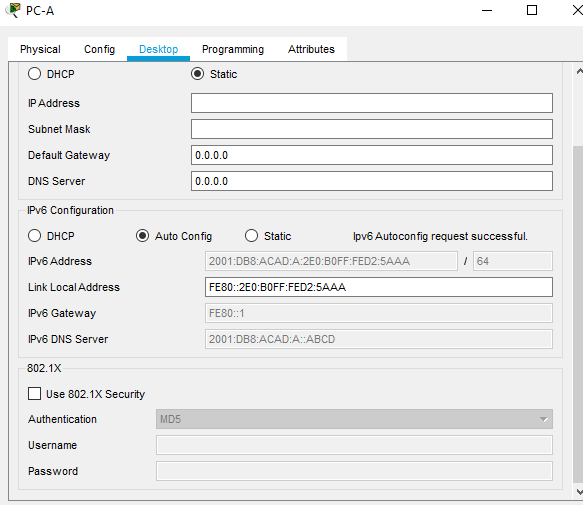 PC-A
Physical Config Desktop Programming Attributes
DHCP Static
IP Address
Subnet Mask
Default Gateway 0.0.0.0
DNS Server 0.0.0.0
IPv6 Configuration
DHCP Auto Config Static Ipv6 Autoconfig request successful.
IPv6 Address 2001:DB8:ACAD:A:2E0:B0FF:FED2:5AAA / 64
Link Local Address FE80::2E0:B0FF:FED2:5AAA
IPv6 Gateway FE80::1
IPv6 DNS Server 2001:DB8:ACAD:A::ABCD
802.1X
Use 802.1X Security
Authentication MD5
Username
Password